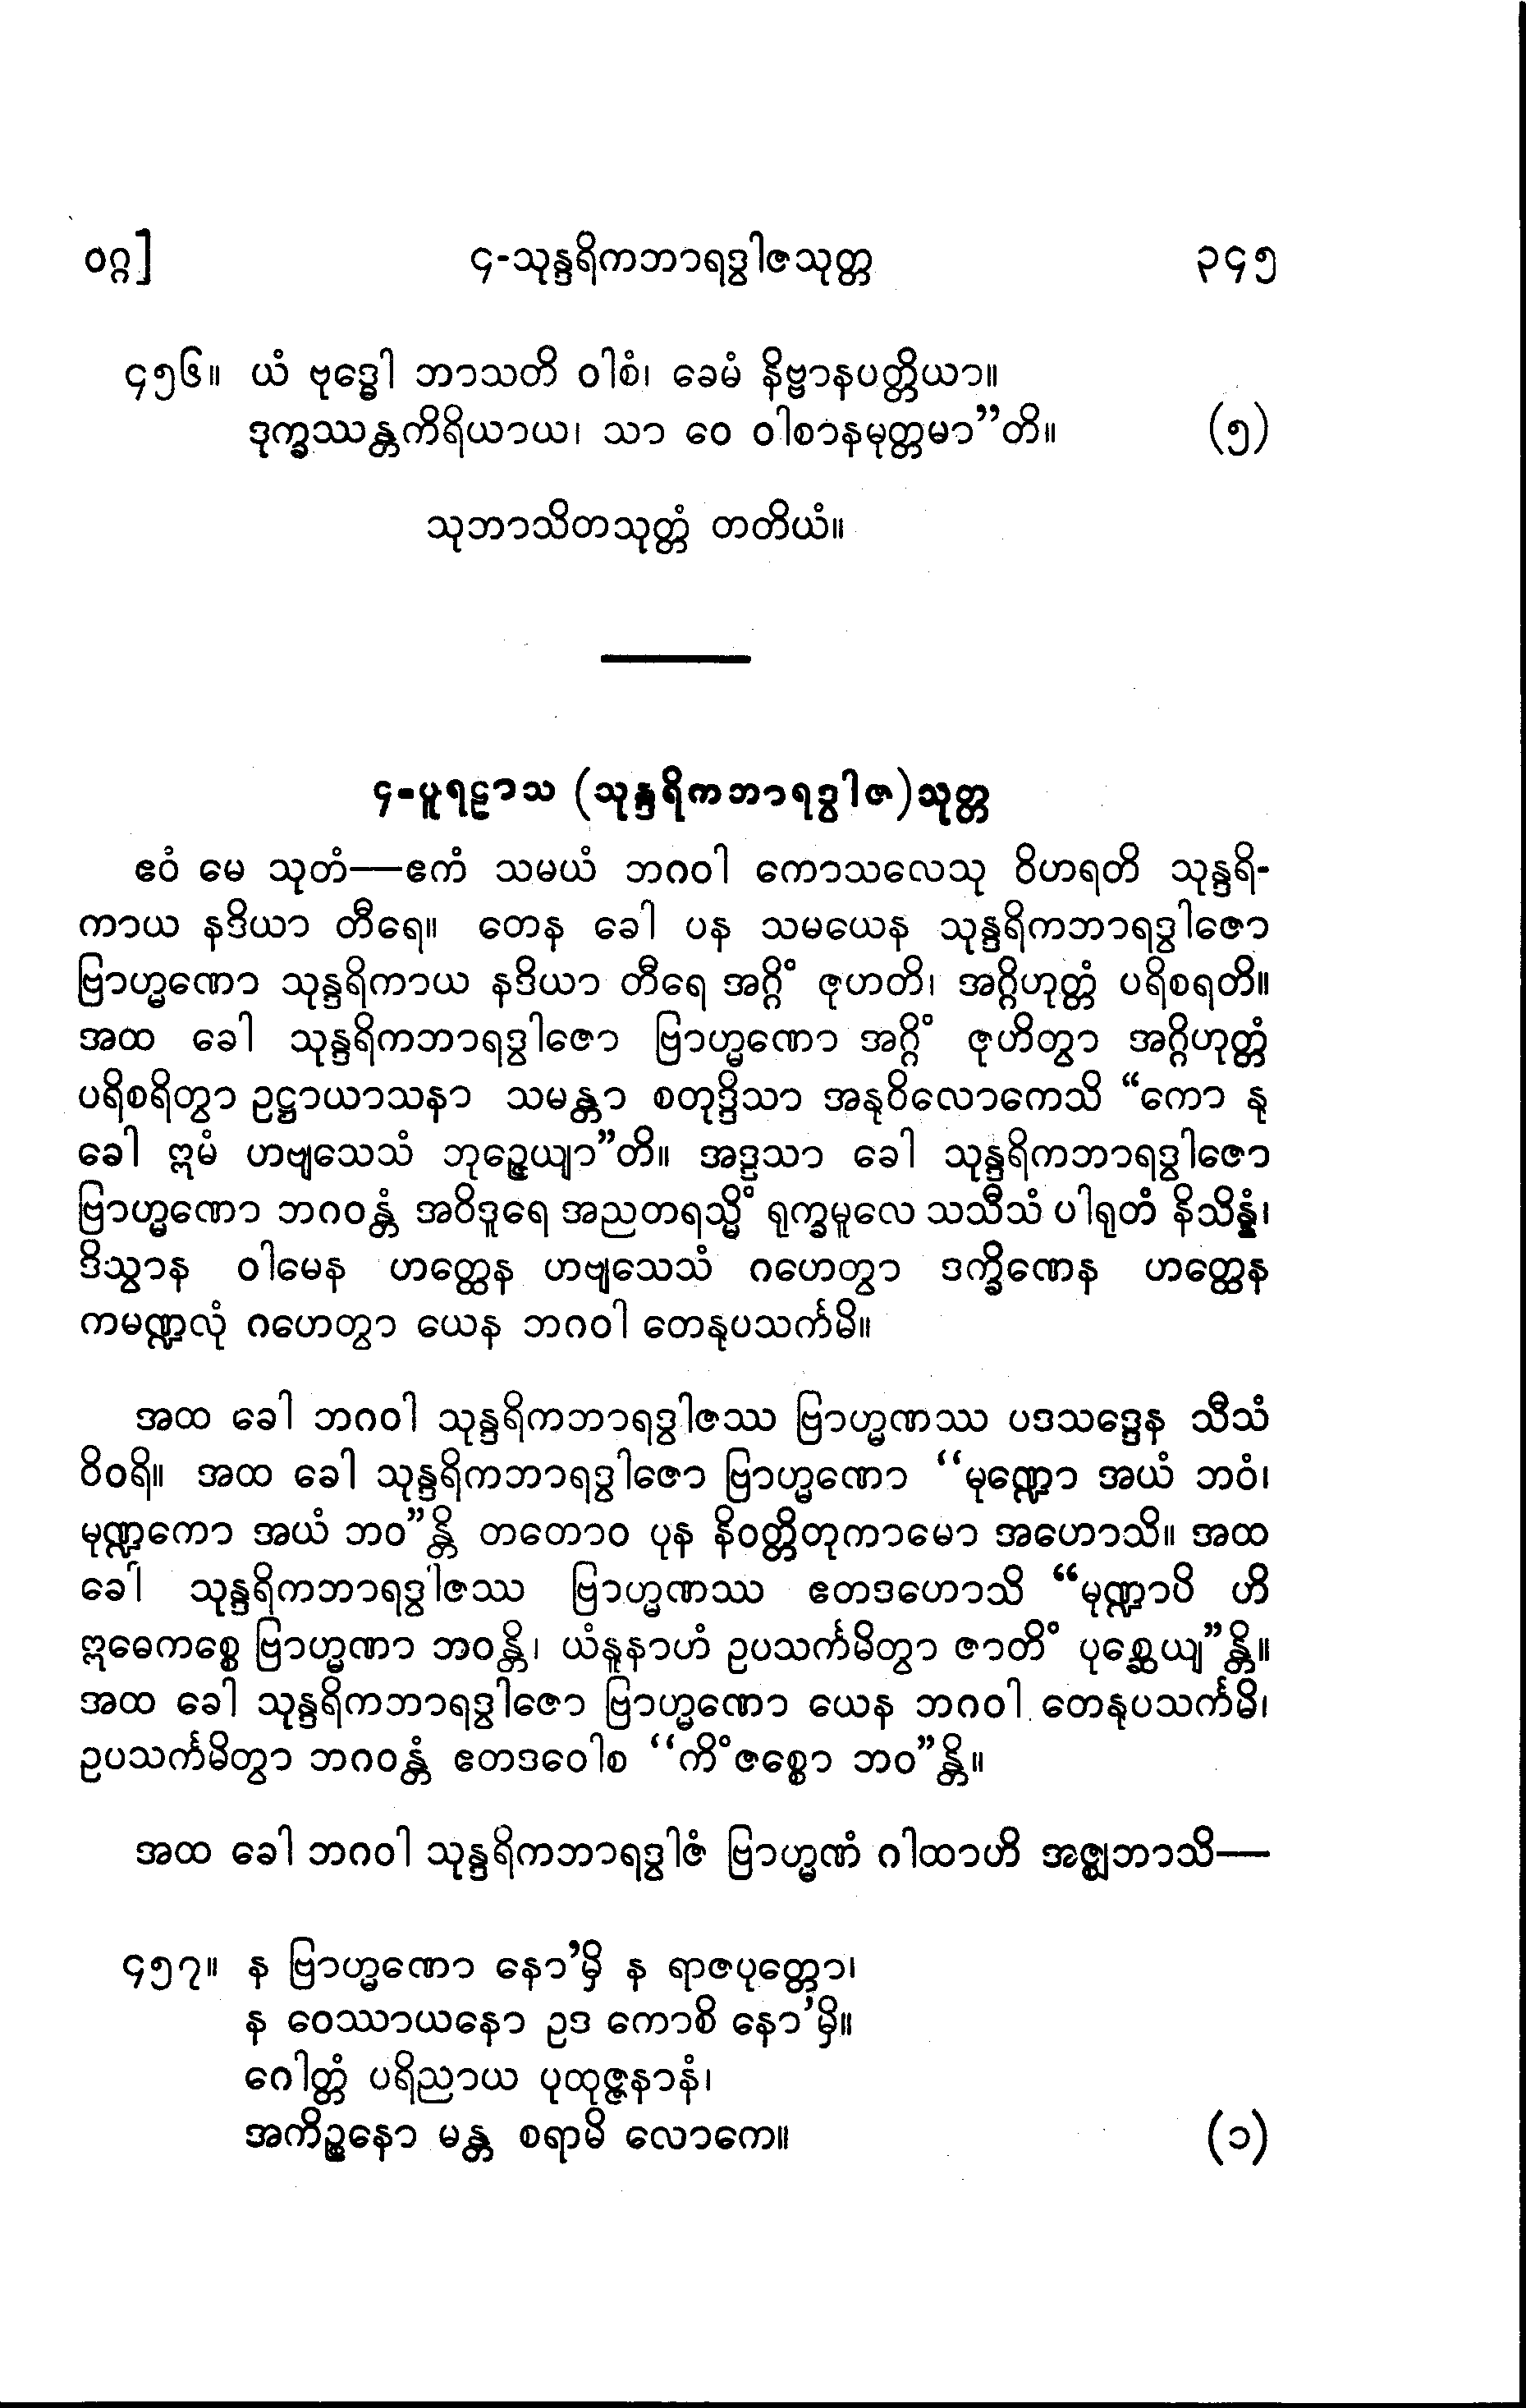 ဝဂ္ဂ] ၄-သုန္ဒရိကဘာရဒွါဇသုတ္တ ၃၄၅
၄၅၆။ ယံ ဗုဒ္ဓေါ ဘာသတိ ဝါစံ၊ ခေမံ နိဗ္ဗာနပတ္တိယာ။
ဒုက္ခဿန္တကိရိယာယ၊ သာ ဝေ ဝါစာနမုတ္တမာ”တိ။ (၅)
သုဘာသိတသုတ္တံ တတိယံ။
၄-ပူရဠာသ (သုန္ဒရိကဘာရဒွါဇ)သုတ္တ
ဧဝံ မေ သုတံ—ဧကံ သမယံ ဘဂဝါ ကောသလေသု ဝိဟရတိ သုန္ဒရိ-
ကာယ နဒိယာ တီရေ။ တေန ခေါ ပန သမယေန သုန္ဒရိကဘာရဒွါဇော
ဗြာဟ္မဏော သုန္ဒရိကာယ နဒိယာ တီရေ အဂ္ဂိံ ဇုဟတိ၊ အဂ္ဂိဟုတ္တံ ပရိစရတိ။
အထ ခေါ သုန္ဒရိကဘာရဒွါဇော ဗြာဟ္မဏော အဂ္ဂိံ ဇုဟိတွာ အဂ္ဂိဟုတ္တံ
ပရိစရိတွာ ဥဋ္ဌာယာသနာ သမန္တာ စတုဒ္ဒိသာ အနုဝိလောကေသိ “ကော နု
ခေါ ဣမံ ဟဗျသေသံ ဘုဉ္ဇေယျာ”တိ။ အဒ္ဒသာ ခေါ သုန္ဒရိကဘာရဒွါဇော
ဗြာဟ္မဏော ဘဂဝန္တံ အဝိဒူရေ အညတရသ္မိံ ရုက္ခမူလေ သသီသံ ပါရုတံ နိသိန္နံ၊
ဒိသွာန ဝါမေန ဟတ္ထေန ဟဗျသေသံ ဂဟေတွာ ဒက္ခိဏေန ဟတ္ထေန
ကမဏ္ဍလုံ ဂဟေတွာ ယေန ဘဂဝါ တေနုပသင်္ကမိ။
အထ ခေါ ဘဂဝါ သုန္ဒရိကဘာရဒွါဇဿ ဗြာဟ္မဏဿ ပဒသဒ္ဒေန သီသံ
ဝိဝရိ။ အထ ခေါ သုန္ဒရိကဘာရဒွါဇော ဗြာဟ္မဏော “မုဏ္ဍော အယံ ဘဝံ၊
မုဏ္ဍကော အယံ ဘဝ”န္တိ တတောဝ ပုန နိဝတ္တိတုကာမော အဟောသိ။ အထ
ခေါ သုန္ဒရိကဘာရဒွါဇဿ ဗြာဟ္မဏဿ ဧတဒဟောသိ “မုဏ္ဍာပိ ဟိ
ဣဓေကစ္စေ ဗြာဟ္မဏာ ဘဝန္တိ၊ ယံနူနာဟံ ဥပသင်္ကမိတွာ ဇာတိံ ပုစ္ဆေယျ”န္တိ။
အထ ခေါ သုန္ဒရိကဘာရဒွါဇော ဗြာဟ္မဏော ယေန ဘဂဝါ တေနုပသင်္ကမိ၊
ဥပသင်္ကမိတွာ ဘဂဝန္တံ ဧတဒဝေါစ “ကိံဇစ္စော ဘဝ”န္တိ။
အထ ခေါ ဘဂဝါ သုန္ဒရိကဘာရဒွါဇံ ဗြာဟ္မဏံ ဂါထာဟိ အဇ္ဈဘာသိ—
၄၅၇။ န ဗြာဟ္မဏော နော’မှိ န ရာဇပုတ္တော၊
န ဝေဿာယနော ဥဒ ကောစိ နော’မှိ။
ဂေါတ္တံ ပရိညာယ ပုထုဇ္ဇနာနံ၊
အကိဉ္စနော မန္တ စရာမိ လောကေ။ (၁)